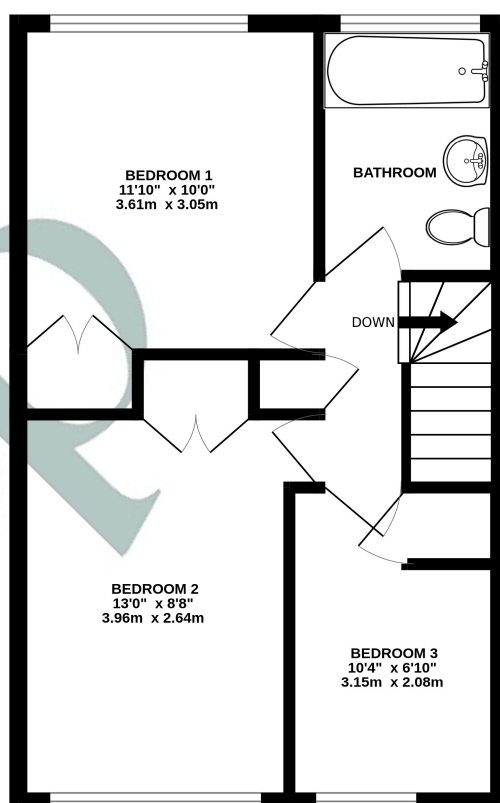 BEDROOM 1
11'10" x 10'0"
3.61m x 3.05m
BATHROOM
DOWN
BEDROOM 2
13'0" x 8'8"
3.96m x 2.64m
BEDROOM 3
10'4" x 6'10"
3.15m x 2.08m